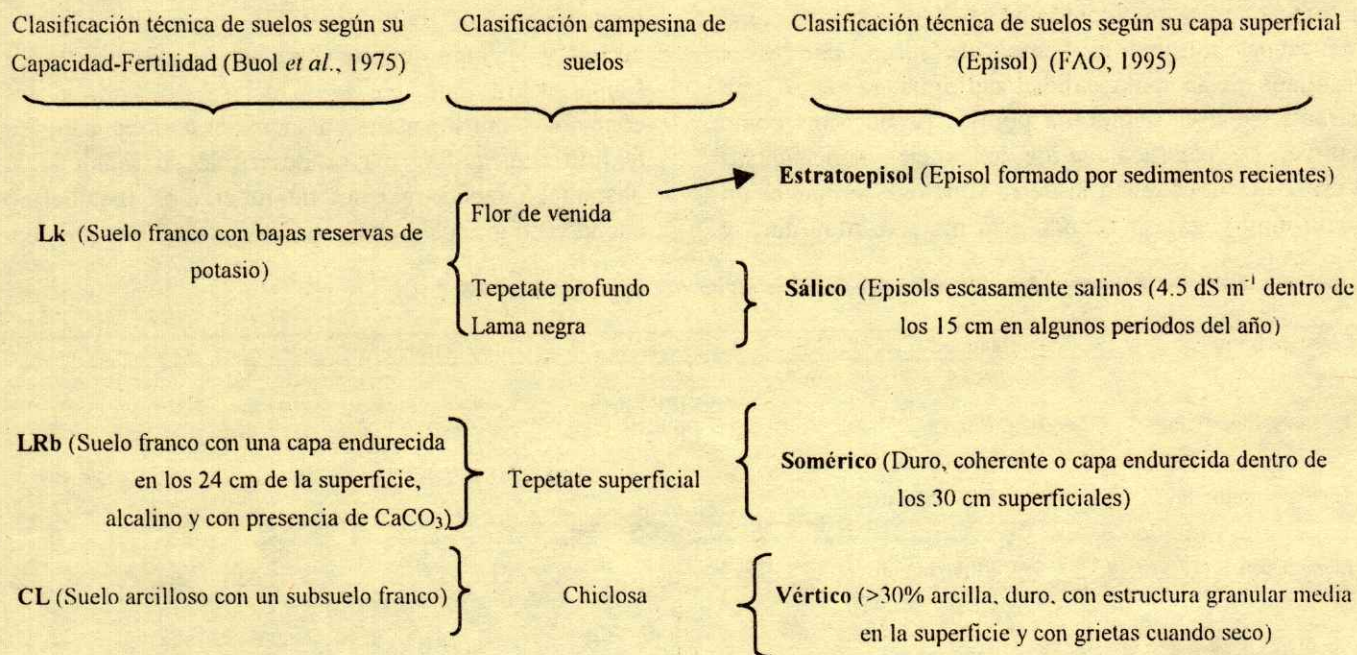 Clasificación técnica de suelos según su
Capacidad-Fertilidad (Buol et al., 1975)
Clasificación campesina de
suelos
Clasificación técnica de suelos según su capa superficial
(Episol) (FAO, 1995)
Estratoepisol (Episol formado por sedimentos recientes)
Flor de venida
Lk (Suelo franco con bajas reservas de
potasio)
Tepetate profundo
Lama negra
Sálico (Episols escasamente salinos (4.5 dS m⁻¹ dentro de
los 15 cm en algunos períodos del año)
LRb (Suelo franco con una capa endurecida
en los 24 cm de la superficie,
alcalino y con presencia de CaCO₃)
Tepetate superficial
Somérico (Duro, coherente o capa endurecida dentro de
los 30 cm superficiales)
CL (Suelo arcilloso con un subsuelo franco)
Chiclosa
Vértico (>30% arcilla, duro, con estructura granular media
en la superficie y con grietas cuando seco)